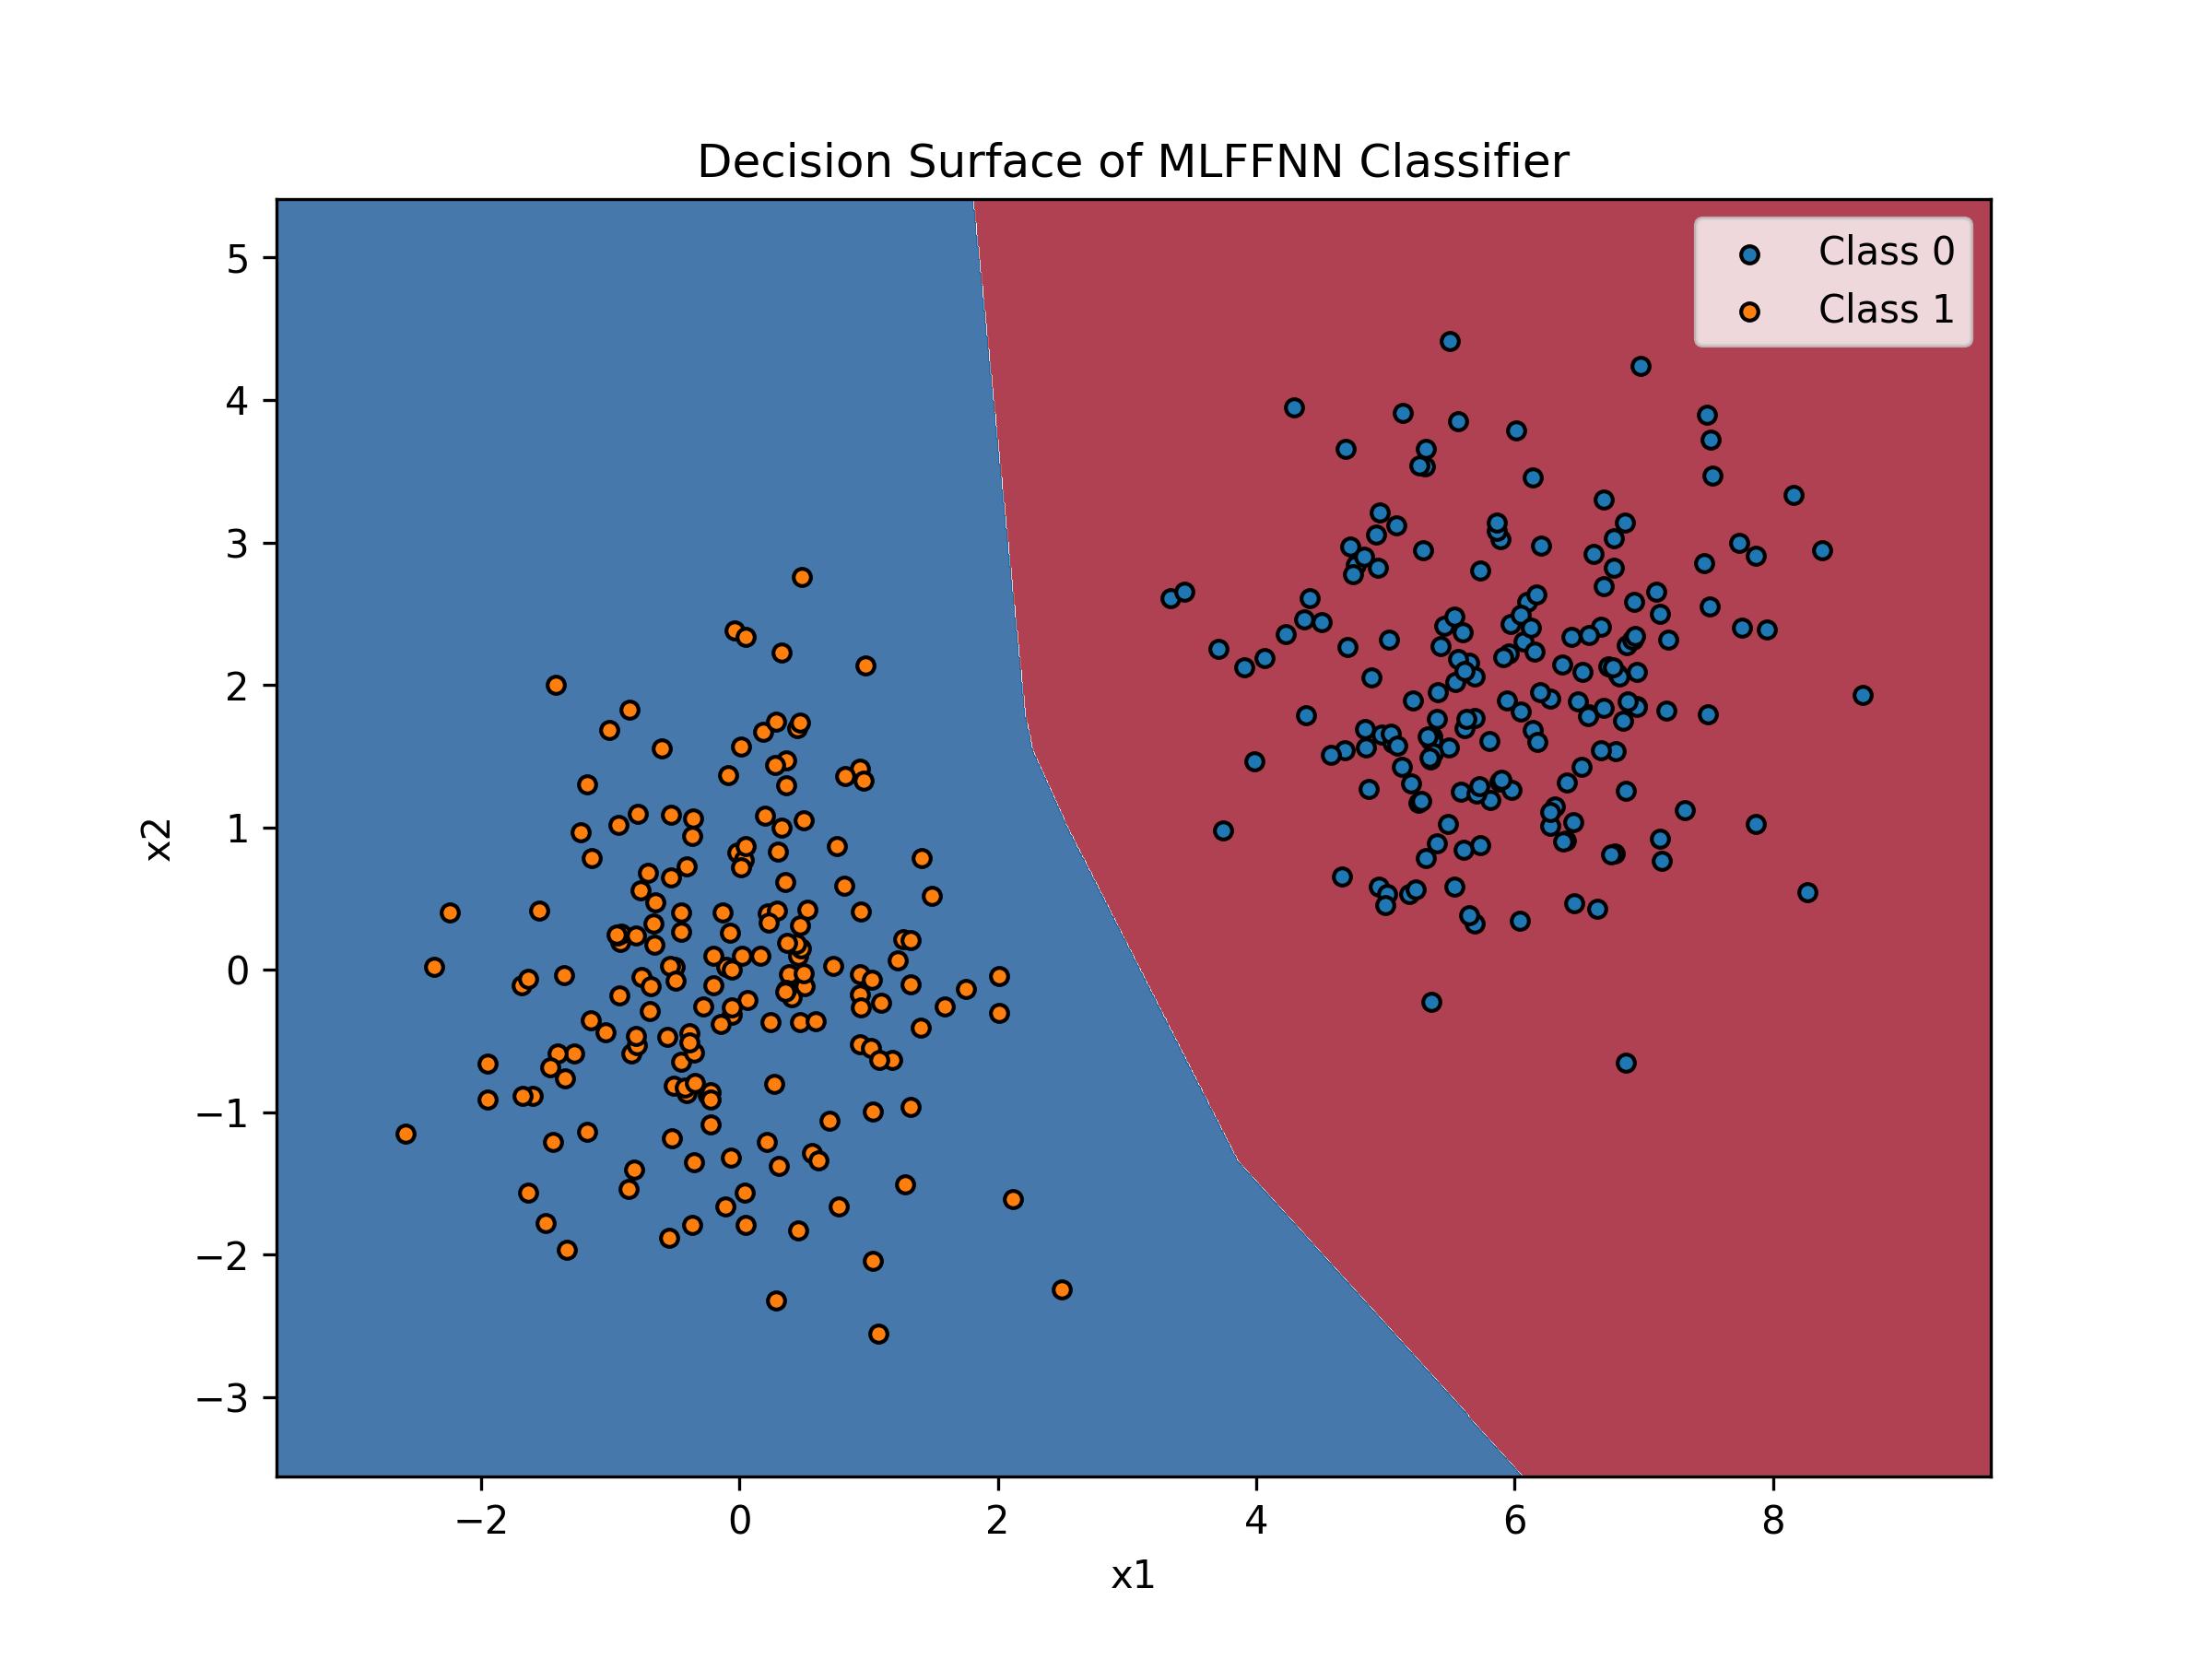 Decision Surface of MLFFNN Classifier
Class 0
Class 1
5
4
3
2
1
0
−1
−2
−3
x2
−2 0 2 4 6 8
x1